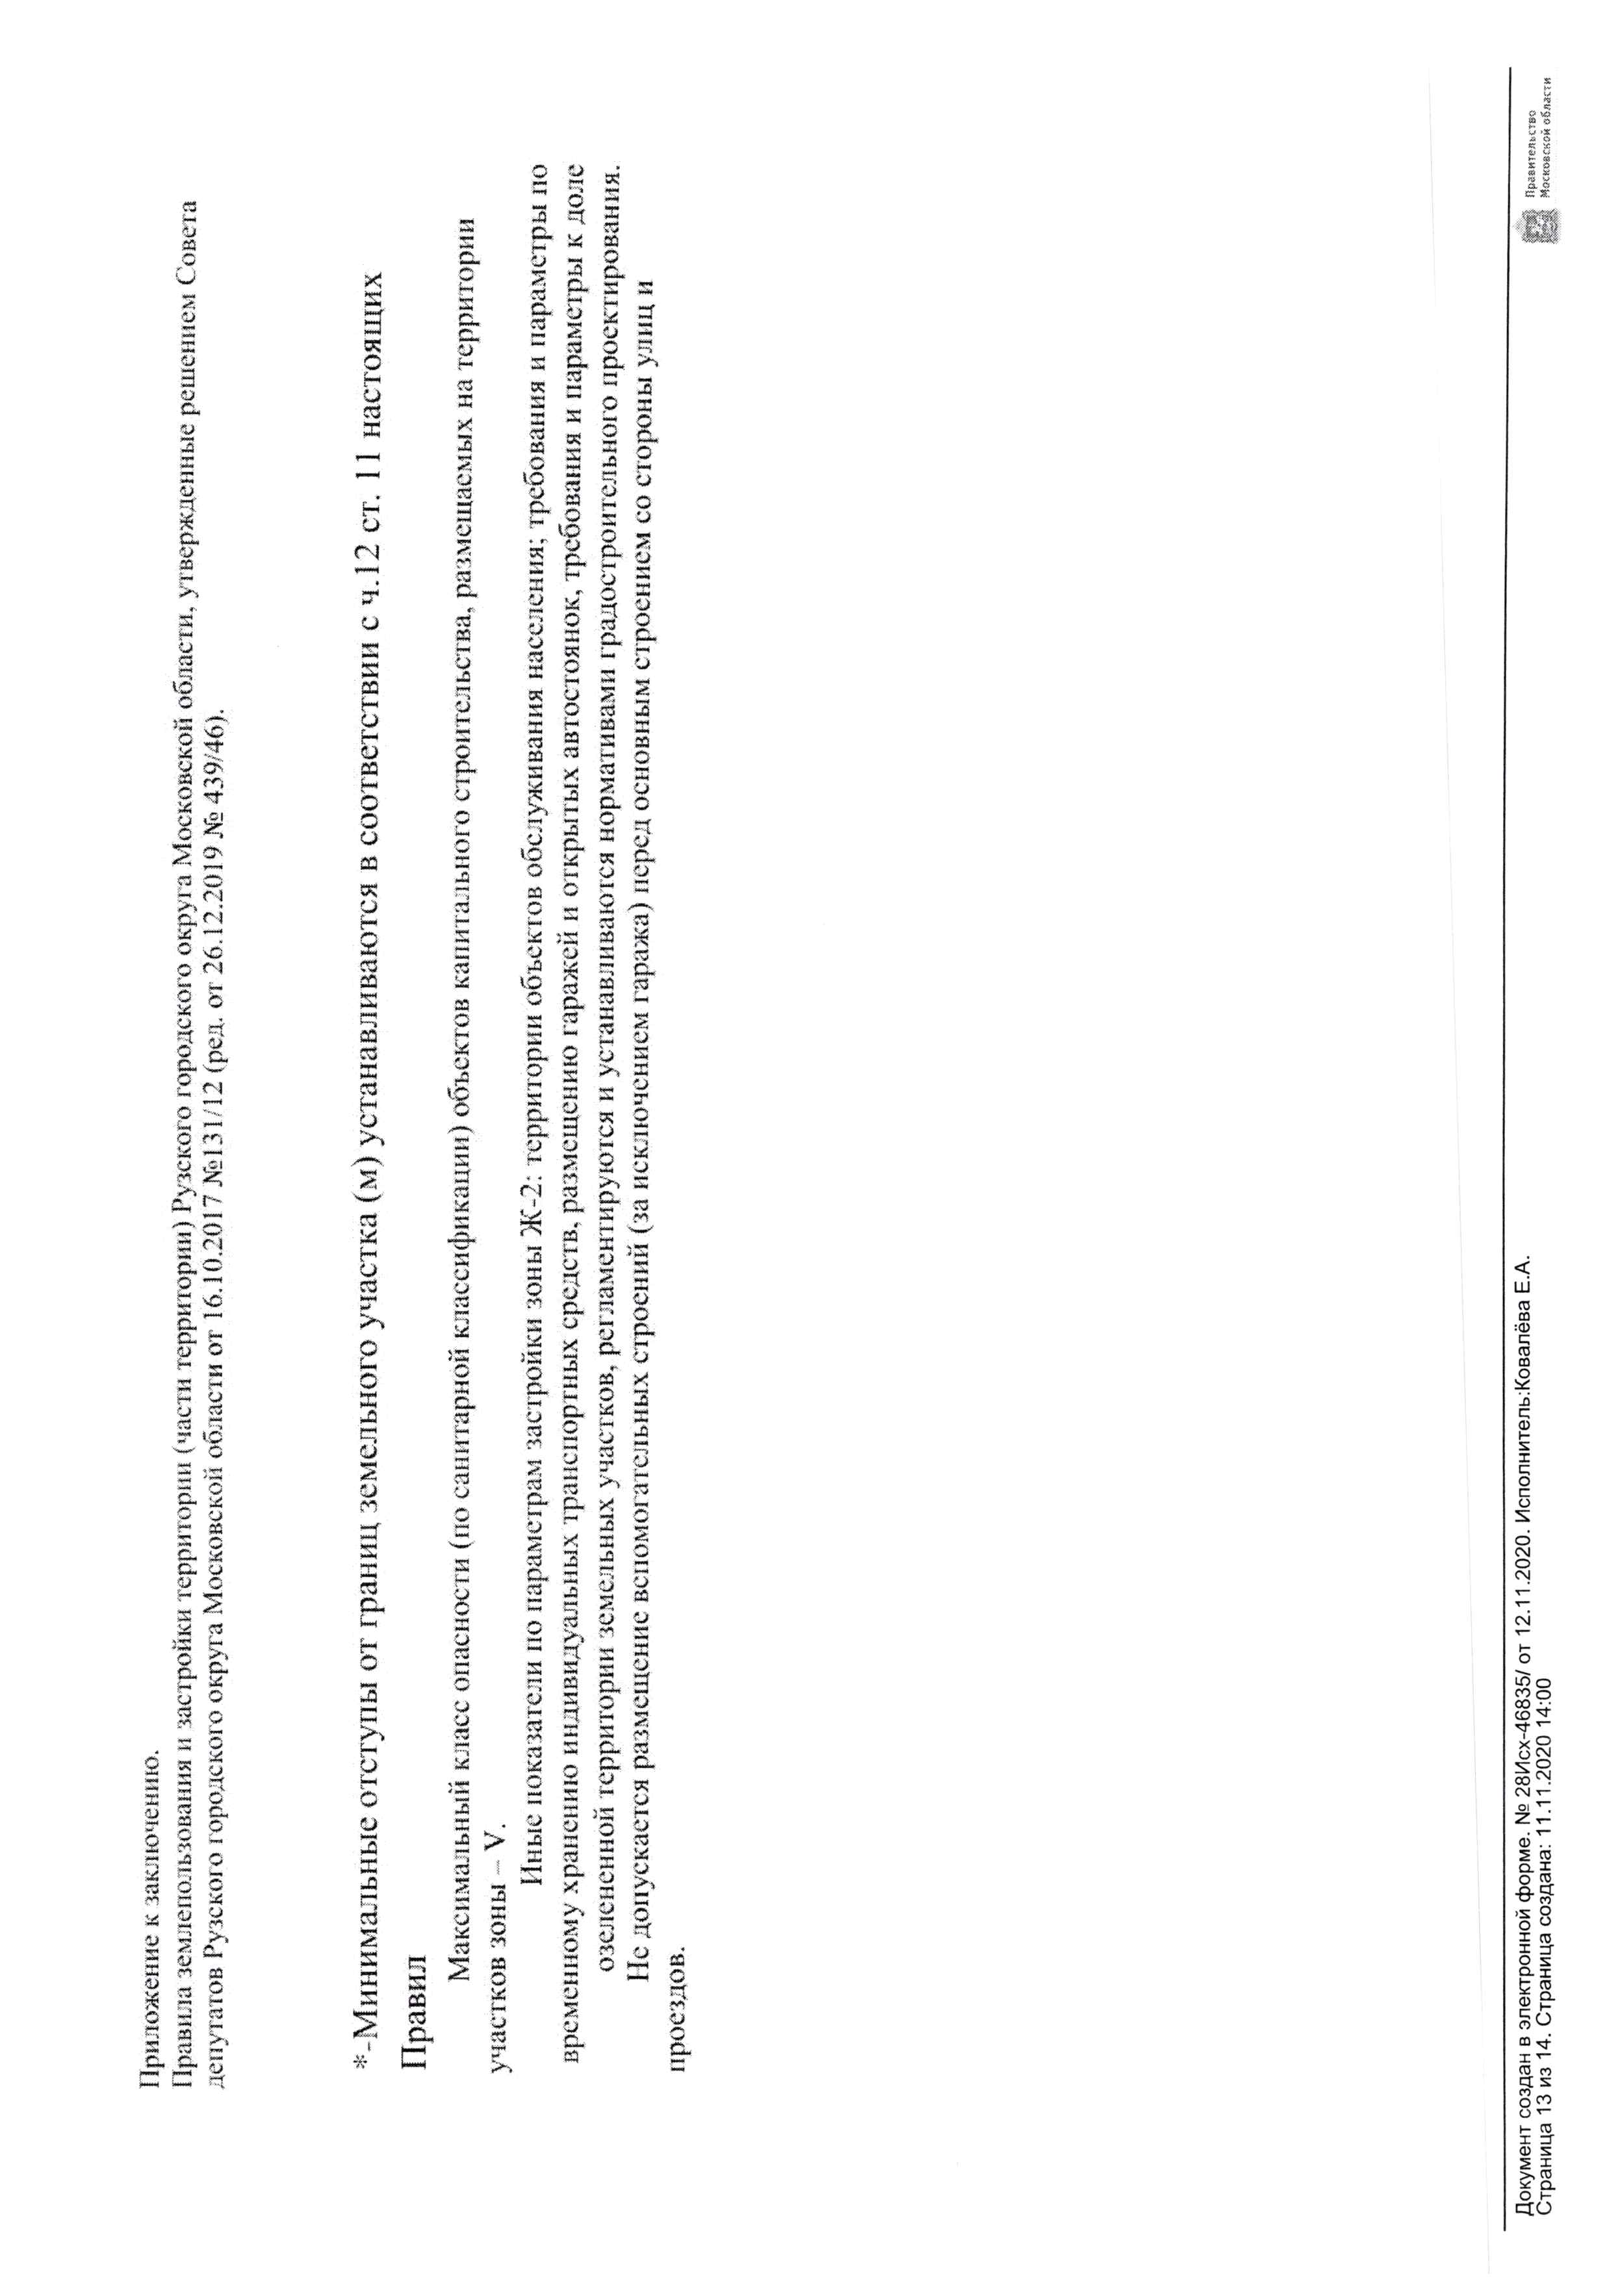 Приложение к заключению.
Правила землепользования и застройки территории (части территории) Рузского городского округа Московской области, утвержденные решением Совета
депутатов Рузского городского округа Московской области от 16.10.2017 №131/12 (ред. от 26.12.2019 № 439/46).
*-Минимальные отступы от границ земельного участка (м) устанавливаются в соответствии с ч.12 ст. 11 настоящих
Правил
Максимальный класс опасности (по санитарной классификации) объектов капитального строительства, размещаемых на территории
участков зоны – V.
Иные показатели по параметрам застройки зоны Ж-2: территории объектов обслуживания населения; требования и параметры по
временному хранению индивидуальных транспортных средств, размещению гаражей и открытых автостоянок, требования и параметры к доле
озелененной территории земельных участков, регламентируются и устанавливаются нормативами градостроительного проектирования.
Не допускается размещение вспомогательных строений (за исключением гаража) перед основным строением со стороны улиц и
проездов.
Документ создан в электронной форме. № 28Исх-46835/ от 12.11.2020. Исполнитель:Ковалёва Е.А.
Страница 13 из 14. Страница создана: 11.11.2020 14:00
Правительство
Московской области